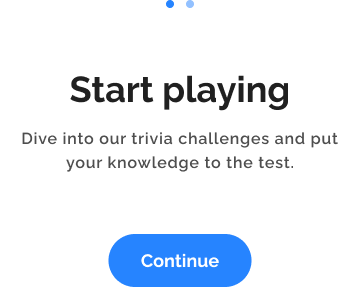 Start playing
Dive into our trivia challenges and put
your knowledge to the test.
Continue